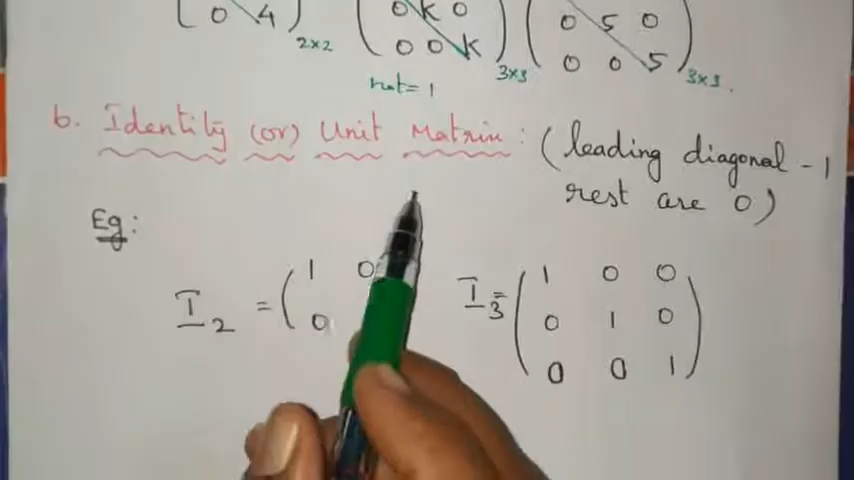 0 4 2x2
0 K 0
0 0 K 3x3
not = 1
0 5 0
0 0 5 3x3.
6. Identity (or) Unit Matrix : (leading diagonal - 1
rest are 0)
Eg:
I2 = ( 1 0
0
I3 = ( 1 0 0
0 1 0
0 0 1 )